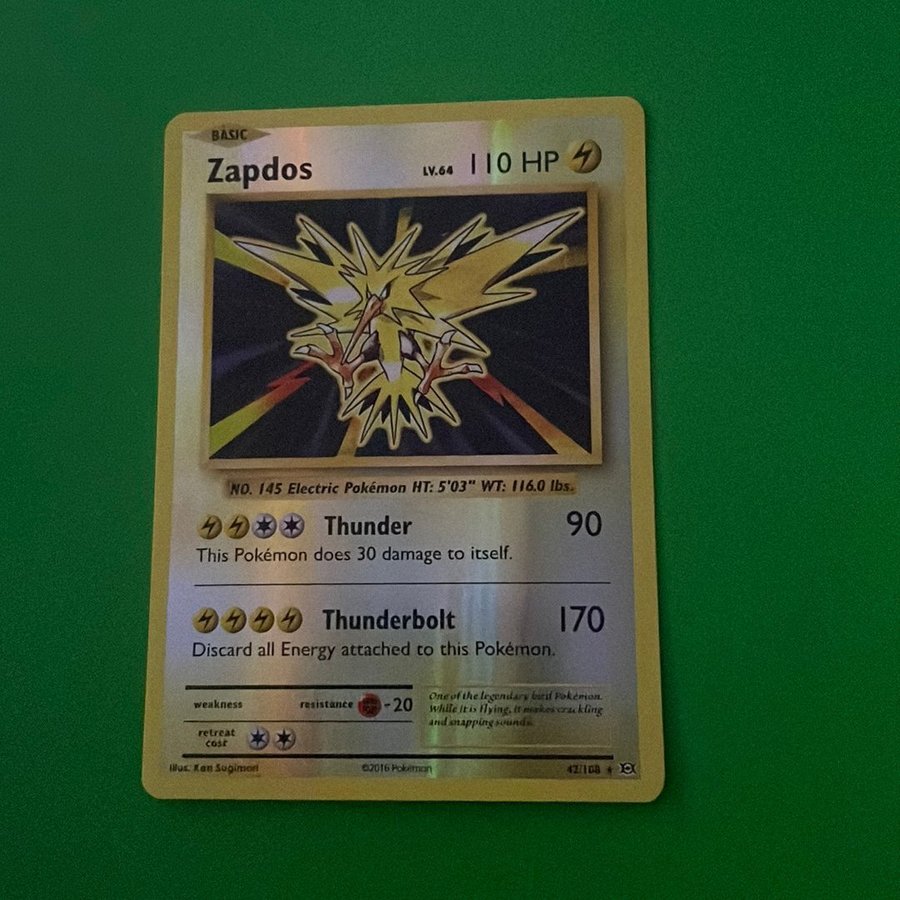 BASIC
Zapdos LV.64 110 HP
NO. 145 Electric Pokémon HT: 5'03" WT: 116.0 lbs.
Thunder 90
This Pokémon does 30 damage to itself.
Thunderbolt 170
Discard all Energy attached to this Pokémon.
weakness resistance -20
retreat
cost
One of the legendary bird Pokémon.
While it is flying, it makes crackling
and snapping sounds.
Illus. Ken Sugimori ©2016 Pokémon 42/108